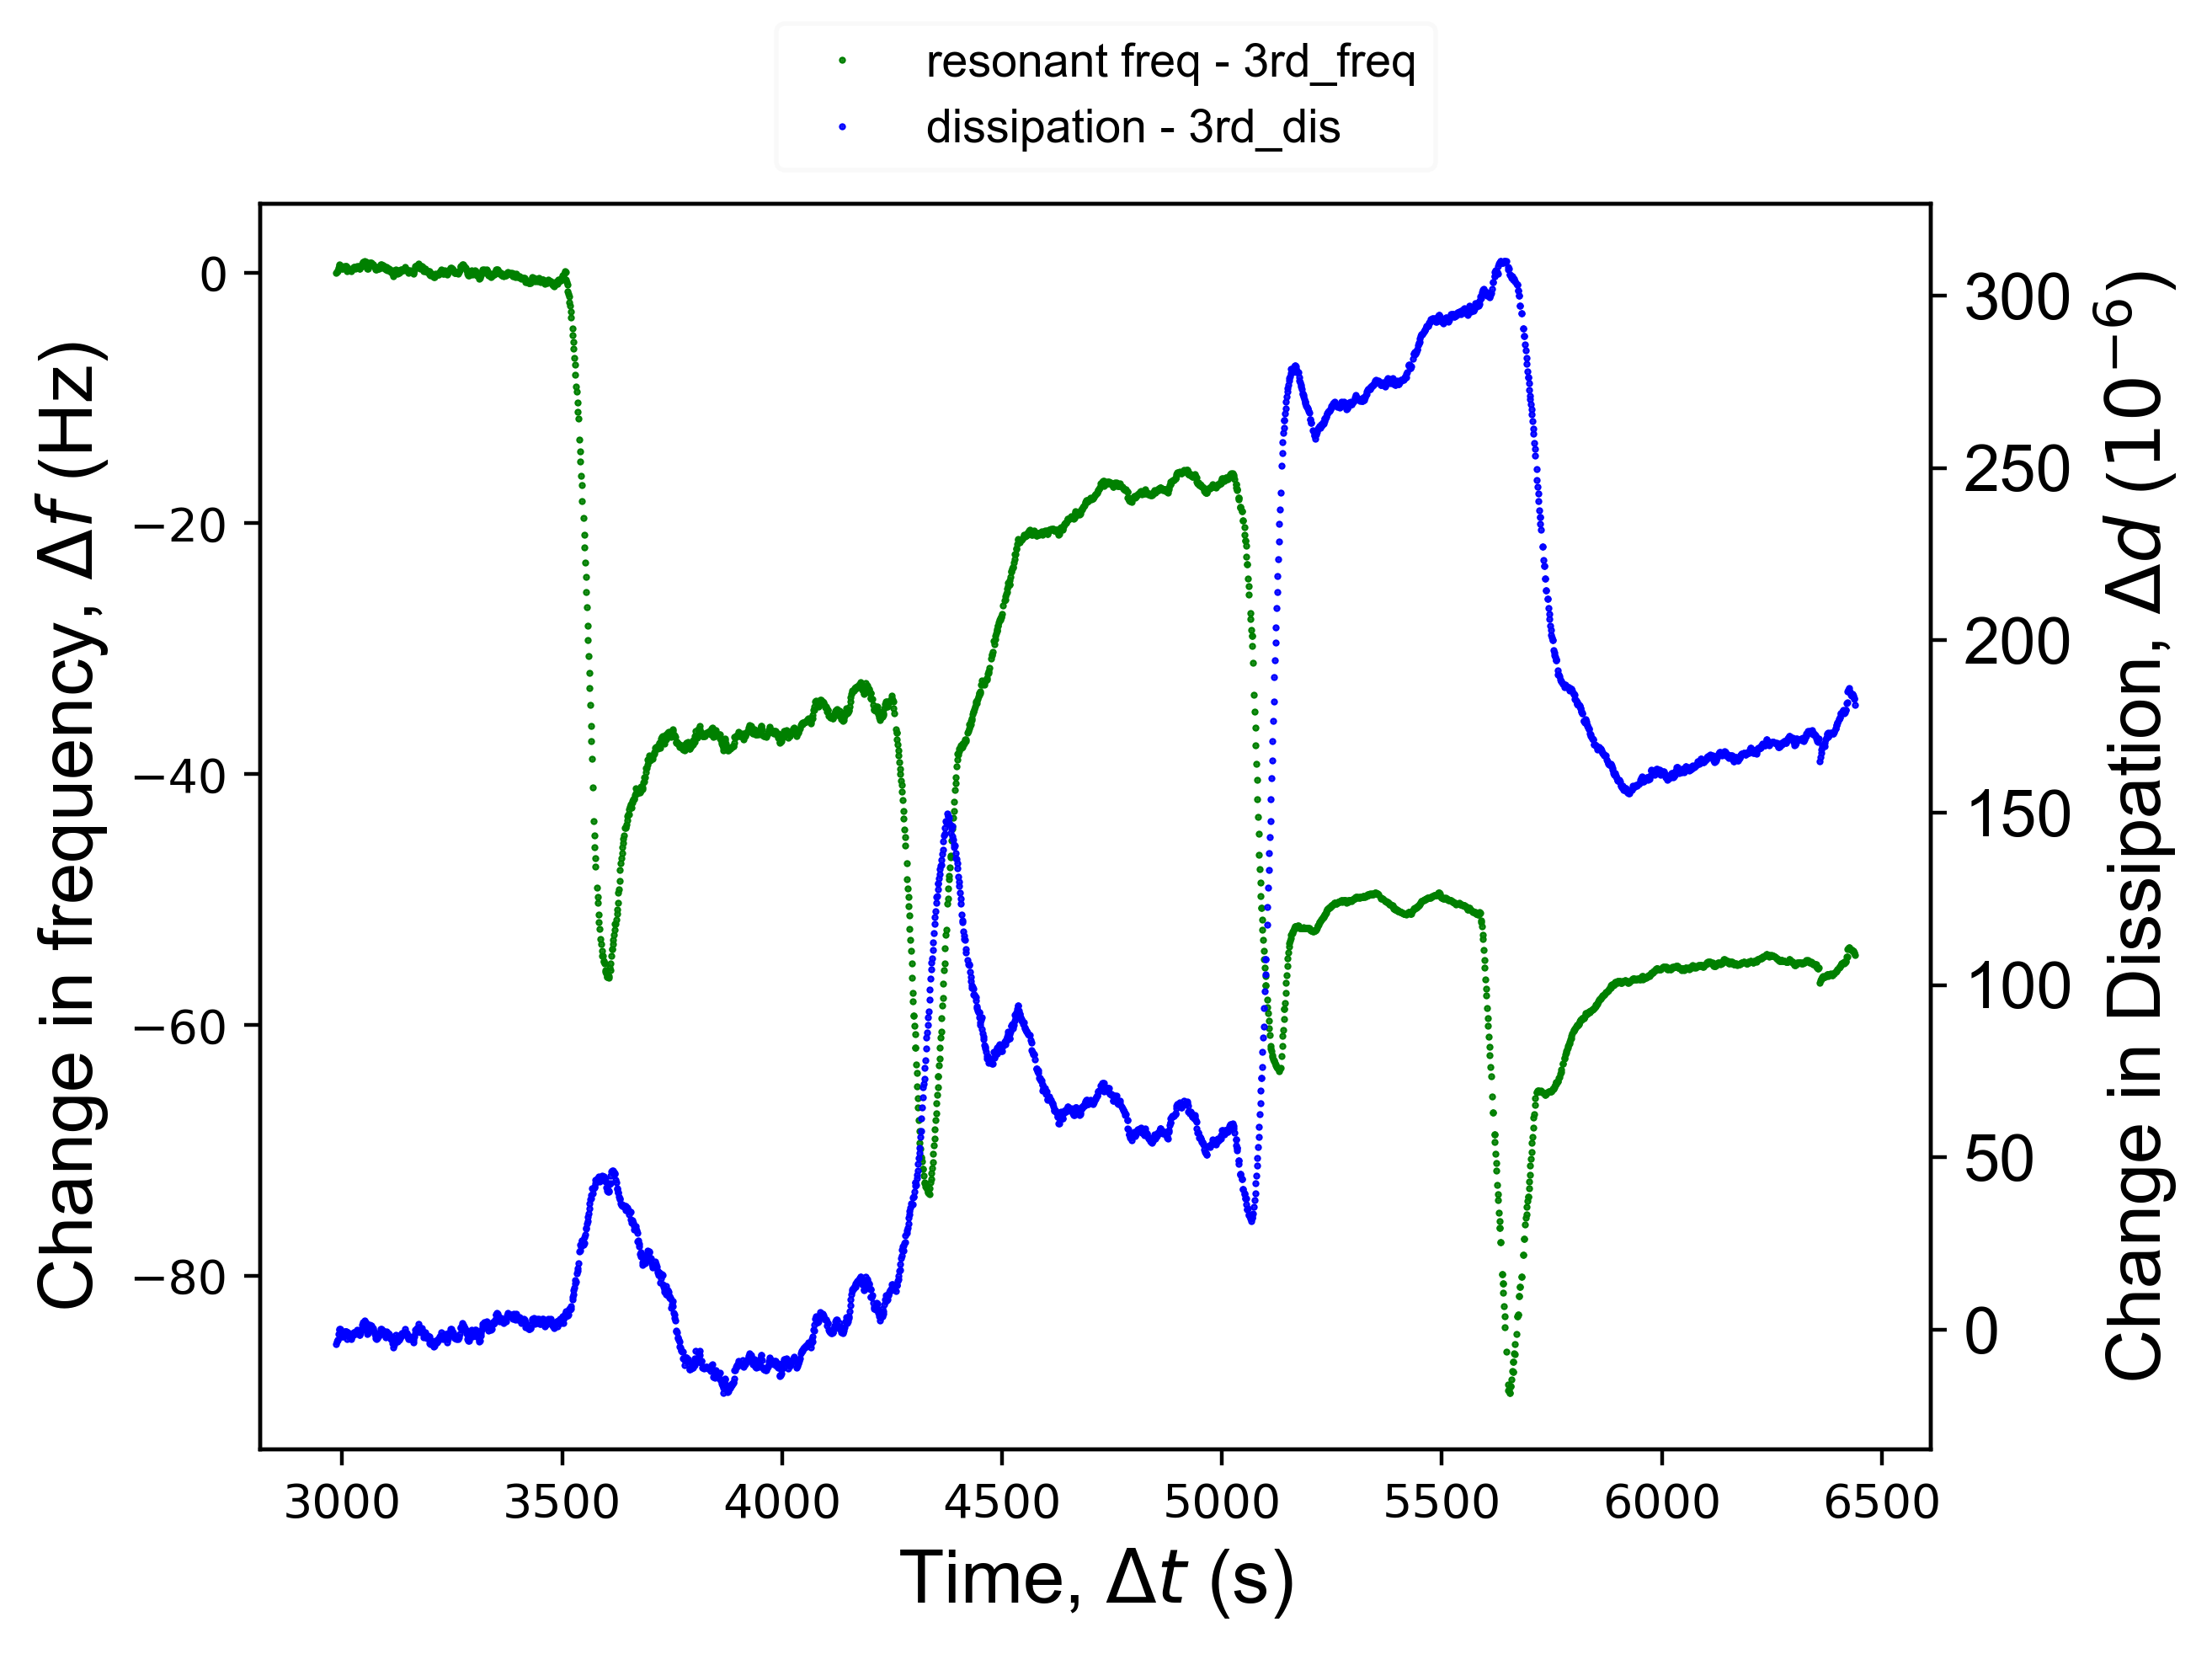 resonant freq - 3rd_freq
dissipation - 3rd_dis
Change in frequency, Δf (Hz)
0
−20
−40
−60
−80
300
250
200
150
100
50
0
Change in Dissipation, Δd (10⁻⁶)
3000 3500 4000 4500 5000 5500 6000 6500
Time, Δt (s)